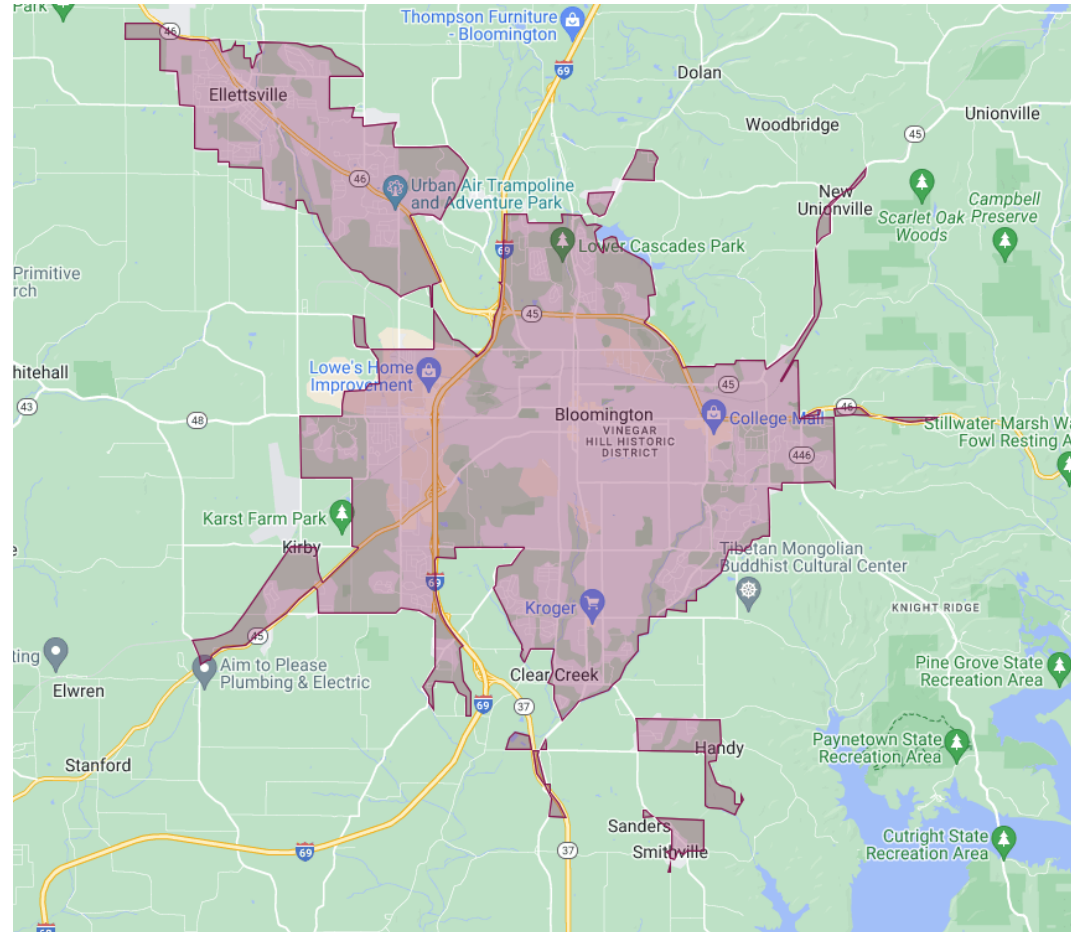 Park
46
Thompson Furniture
- Bloomington
69
Dolan
Ellettsville
Unionville
Woodbridge
45
46
Urban Air Trampoline
and Adventure Park
New
Unionville
Campbell
Preserve
Scarlet Oak
Woods
69
Lower Cascades Park
Primitive
rch
45
Lowe's Home
Improvement
hitehall
43
48
45
Bloomington
VINEGAR
HILL HISTORIC
DISTRICT
College Mall
46
Stillwater Marsh Wa
Fowl Resting A
446
Karst Farm Park
Kirby
e
Tibetan Mongolian
Buddhist Cultural Center
69
Kroger
KNIGHT RIDGE
45
ting
Elwren
Aim to Please
Plumbing & Electric
Clear Creek
Pine Grove State
Recreation Area
69
37
Handy
Paynetown State
Recreation Area
Stanford
Sanders
Smithville
Cutright State
Recreation Area
69
37
69